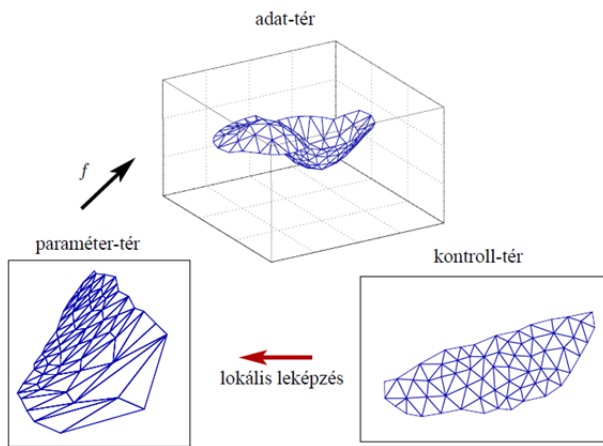 adat-tér
f
paraméter-tér
kontroll-tér
lokális leképzés